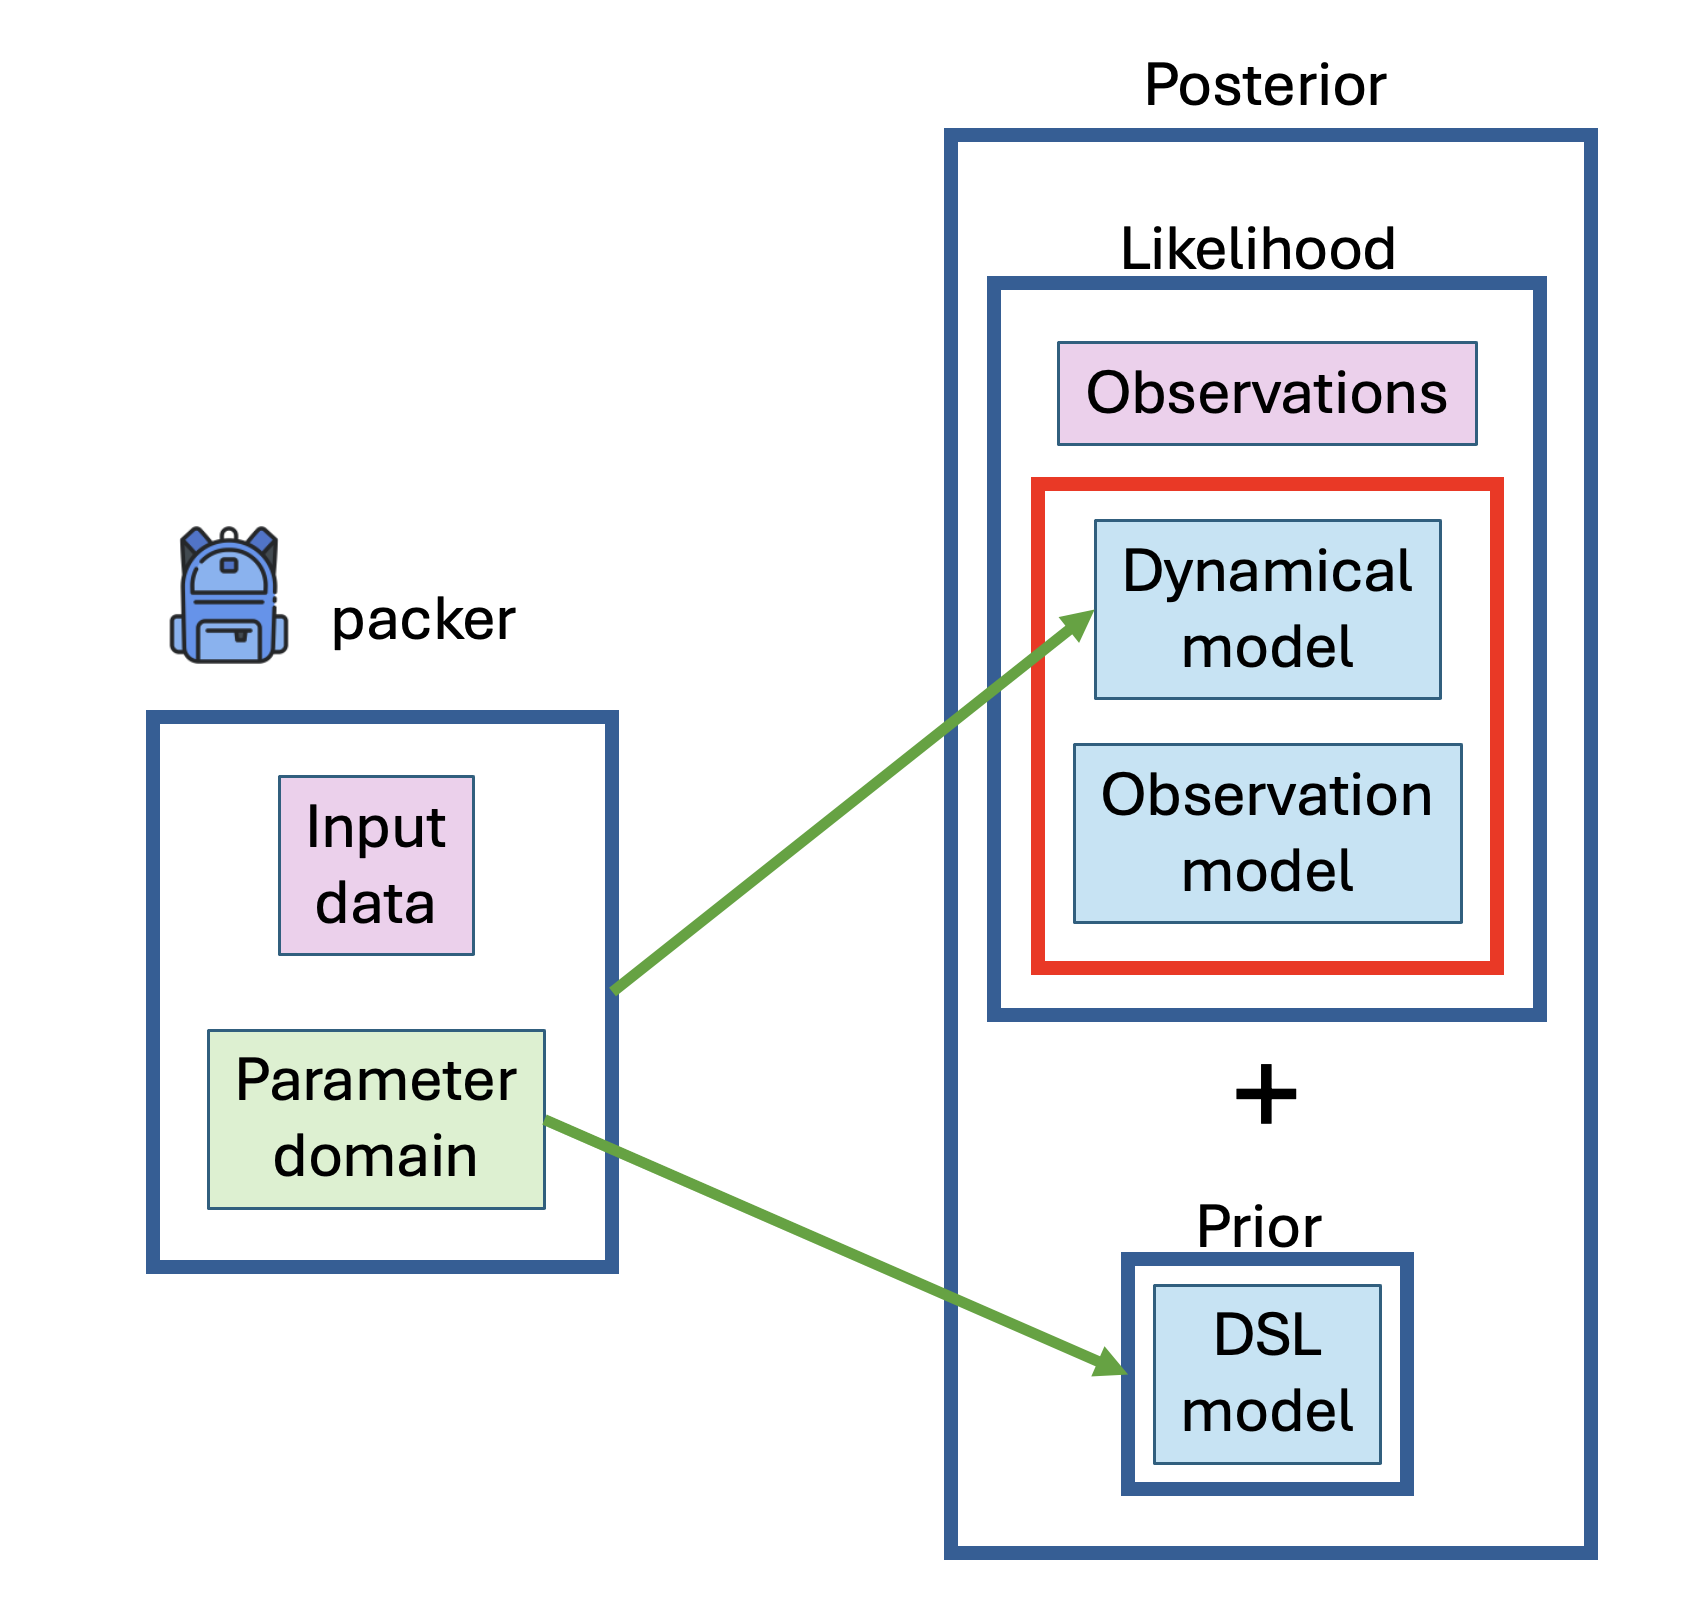 packer
Input
data
Parameter
domain
Posterior
Likelihood
Observations
Dynamical
model
Observation
model
+
Prior
DSL
model